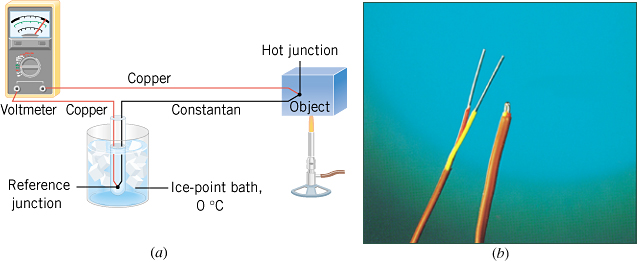 Hot junction
Copper
Voltmeter Copper Constantan Object
Reference
junction
Ice-point bath,
0 °C
(a)
(b)